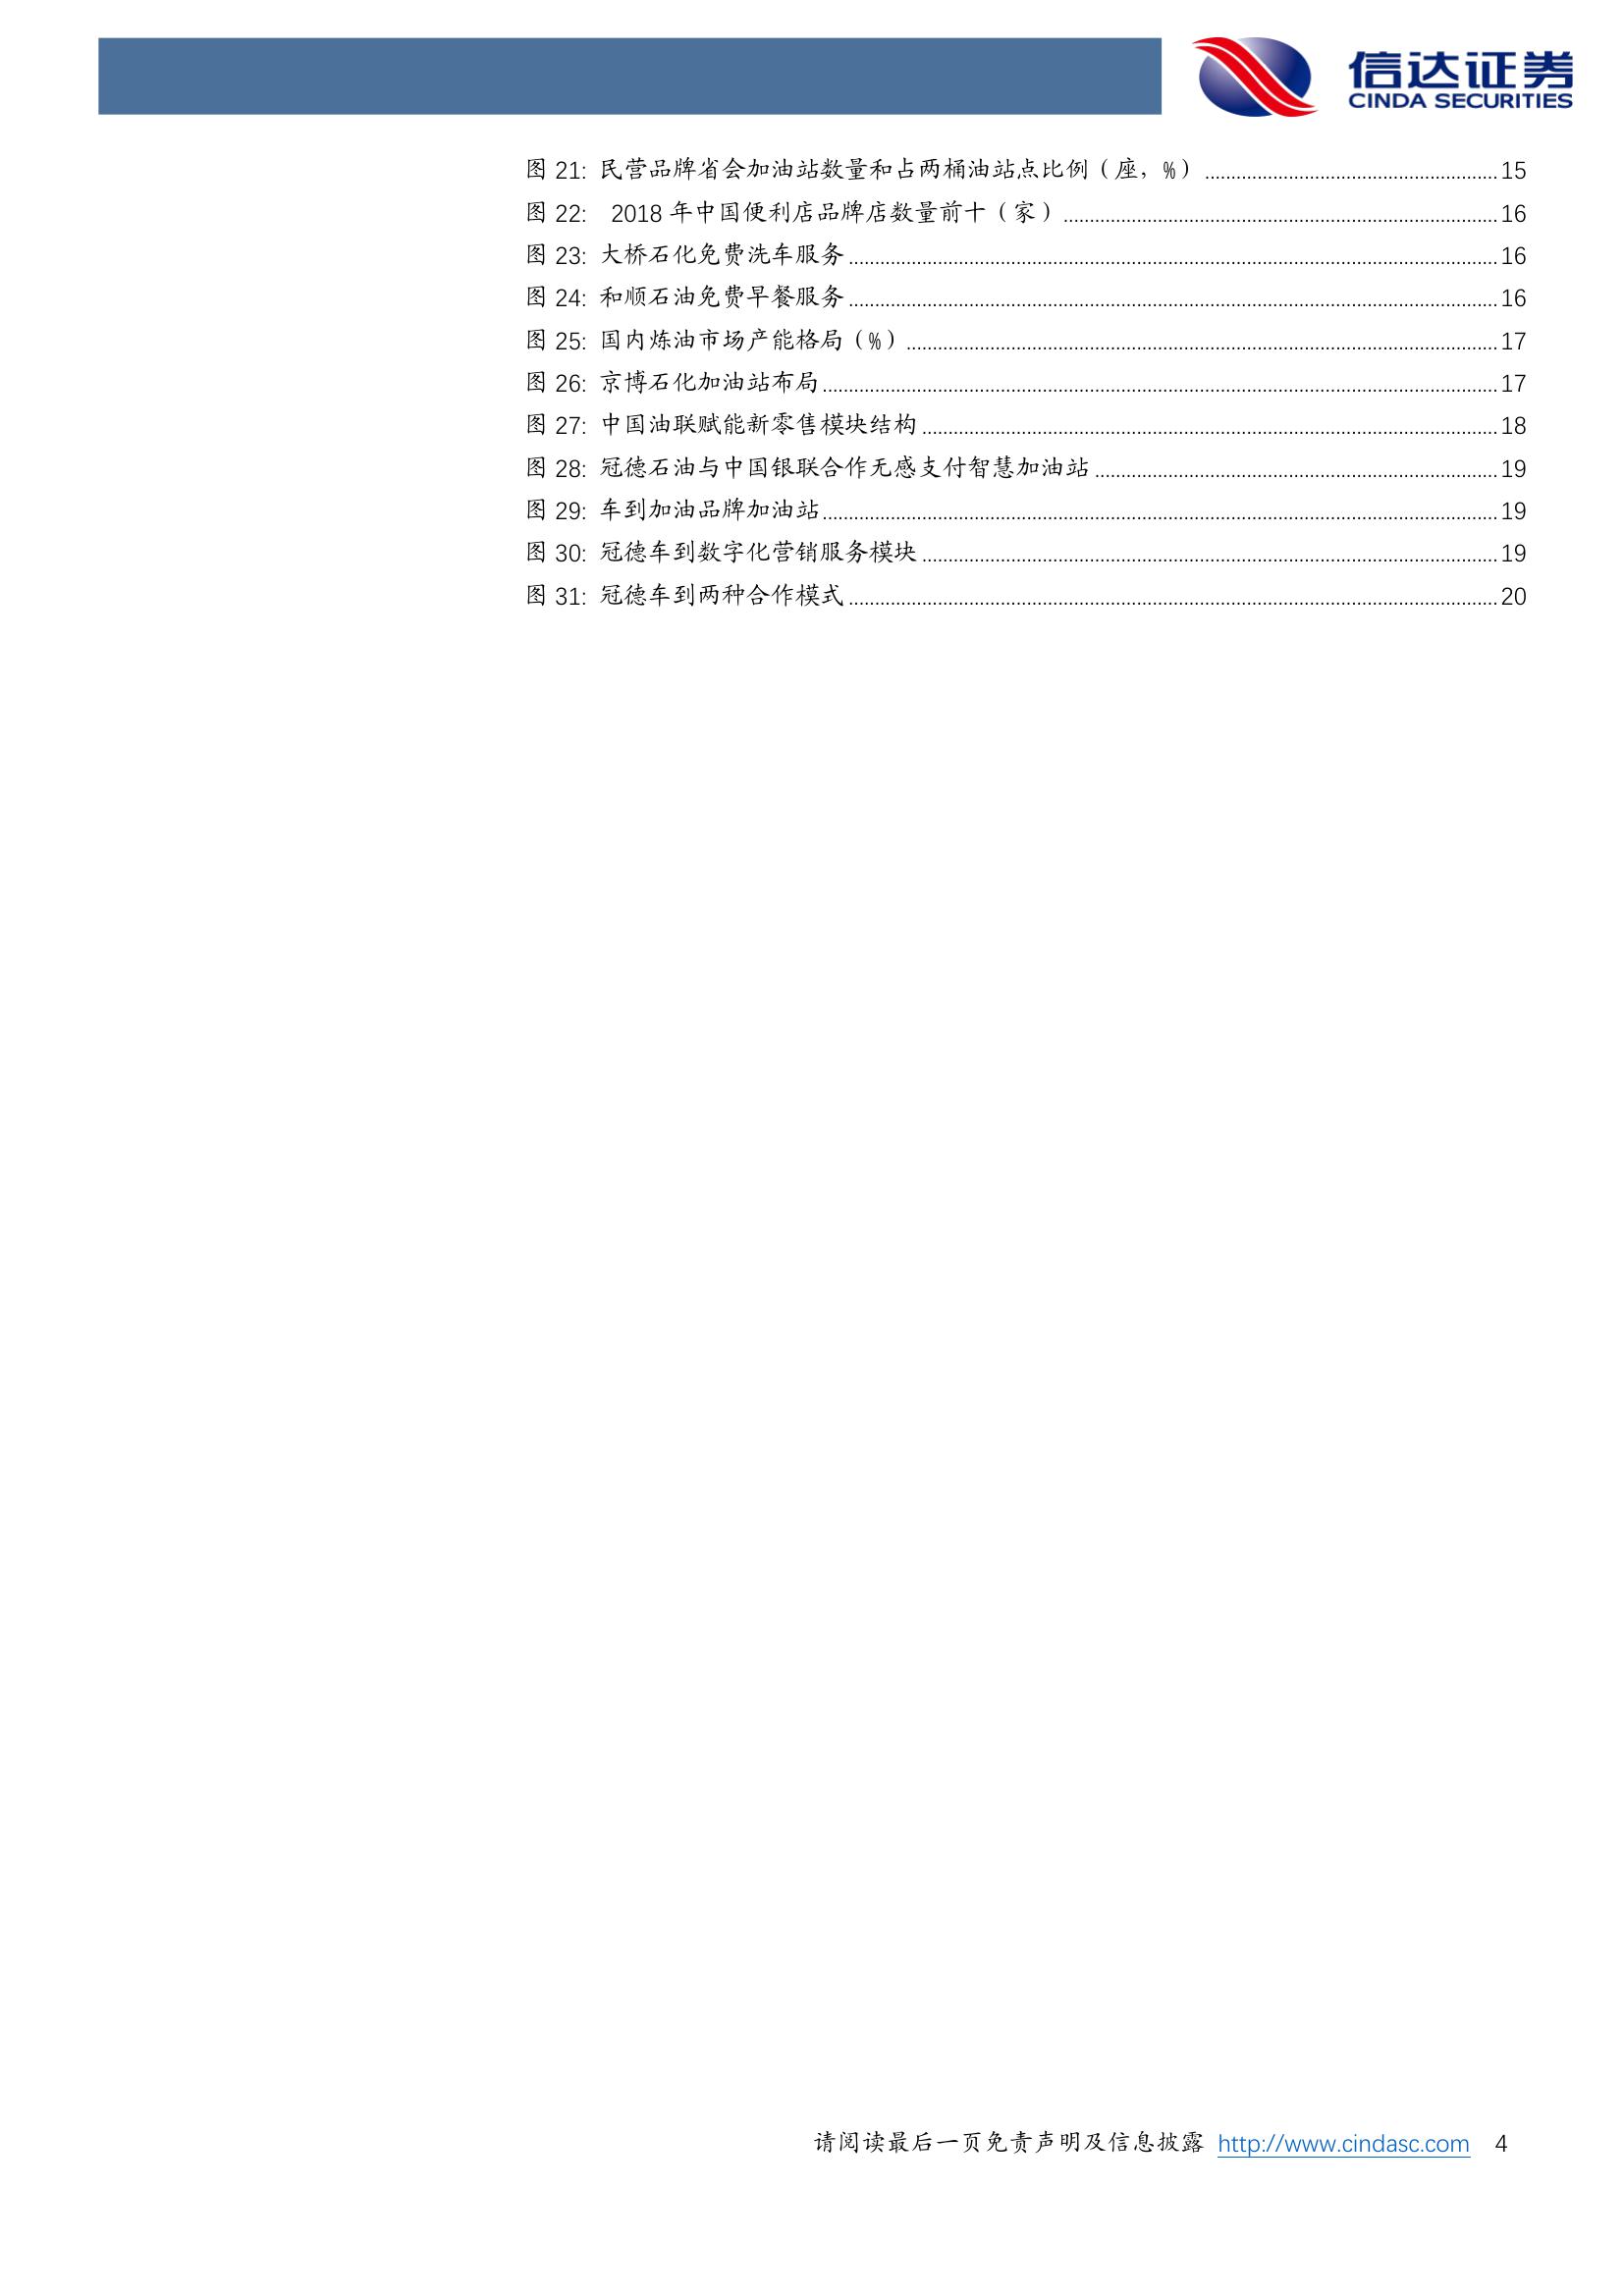 信达证券
CINDA SECURITIES
图 21: 民营品牌省会加油站数量和占两桶油站点比例（座，%）............15
图 22: 2018 年中国便利店品牌店数量前十（家）............16
图 23: 大桥石化免费洗车服务............16
图 24: 和顺石油免费早餐服务............16
图 25: 国内炼油市场产能格局（%）............17
图 26: 京博石化加油站布局............17
图 27: 中国油联赋能新零售模块结构............18
图 28: 冠德石油与中国银联合作无感支付智慧加油站............19
图 29: 车到加油品牌加油站............19
图 30: 冠德车到数字化营销服务模块............19
图 31: 冠德车到两种合作模式............20
请阅读最后一页免责声明及信息披露 http://www.cindasc.com 4